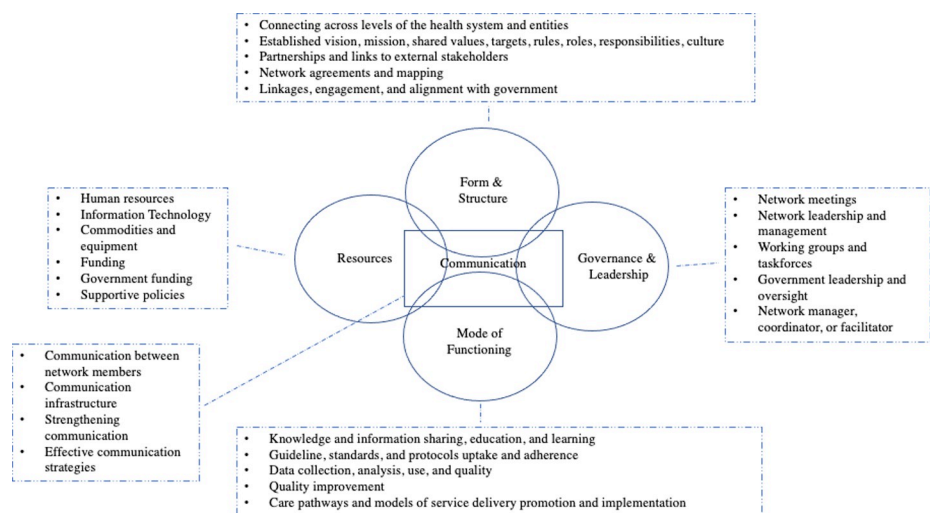 • Connecting across levels of the health system and entities
• Established vision, mission, shared values, targets, rules, roles, responsibilities, culture
• Partnerships and links to external stakeholders
• Network agreements and mapping
• Linkages, engagement, and alignment with government
Form &
Structure
• Human resources
• Information Technology
• Commodities and
equipment
• Funding
• Government funding
• Supportive policies
Resources
Communication
Governance &
Leadership
• Network meetings
• Network leadership and
management
• Working groups and
taskforces
• Government leadership and
oversight
• Network manager,
coordinator, or facilitator
Mode of
Functioning
• Communication between
network members
• Communication
infrastructure
• Strengthening
communication
• Effective communication
strategies
• Knowledge and information sharing, education, and learning
• Guideline, standards, and protocols uptake and adherence
• Data collection, analysis, use, and quality
• Quality improvement
• Care pathways and models of service delivery promotion and implementation